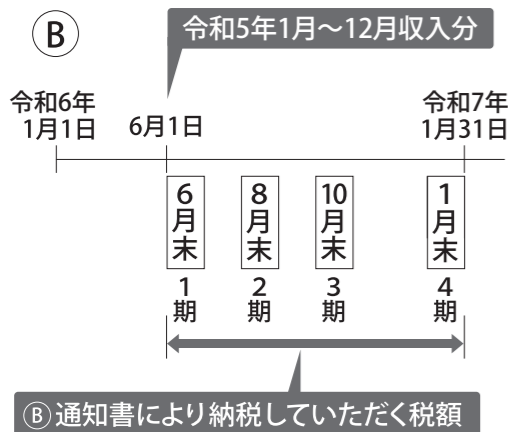 Ⓑ
令和5年1月～12月収入分
令和6年
1月1日
6月1日
令和7年
1月31日
6月末
8月末
10月末
1月末
1期
2期
3期
4期
Ⓑ通知書により納税していただく税額